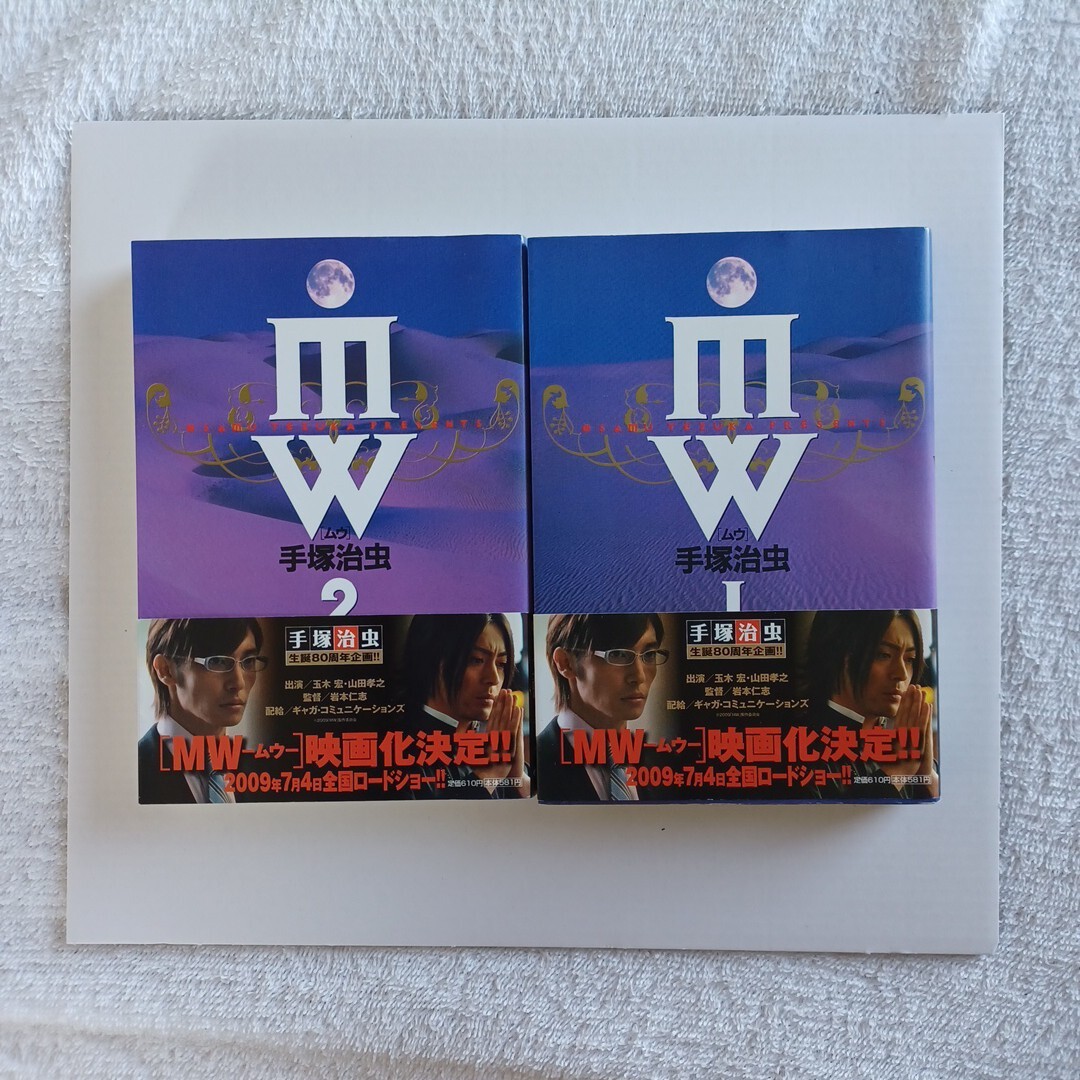 MW
OSAMU TEZUKA PRESENTS
[ムウ]
手塚治虫
2
手塚治虫
生誕80周年企画!!
出演／玉木 宏・山田孝之
監督／岩本仁志
配給／ギャガ・コミュニケーションズ
[MW-ムウー]映画化決定!!
2009年7月4日全国ロードショー!! 定価610円 本体581円
MW
OSAMU TEZUKA PRESENTS
[ムウ]
手塚治虫
1
手塚治虫
生誕80周年企画!!
出演／玉木 宏・山田孝之
監督／岩本仁志
配給／ギャガ・コミュニケーションズ
[MW-ムウー]映画化決定!!
2009年7月4日全国ロードショー!! 定価610円 本体581円